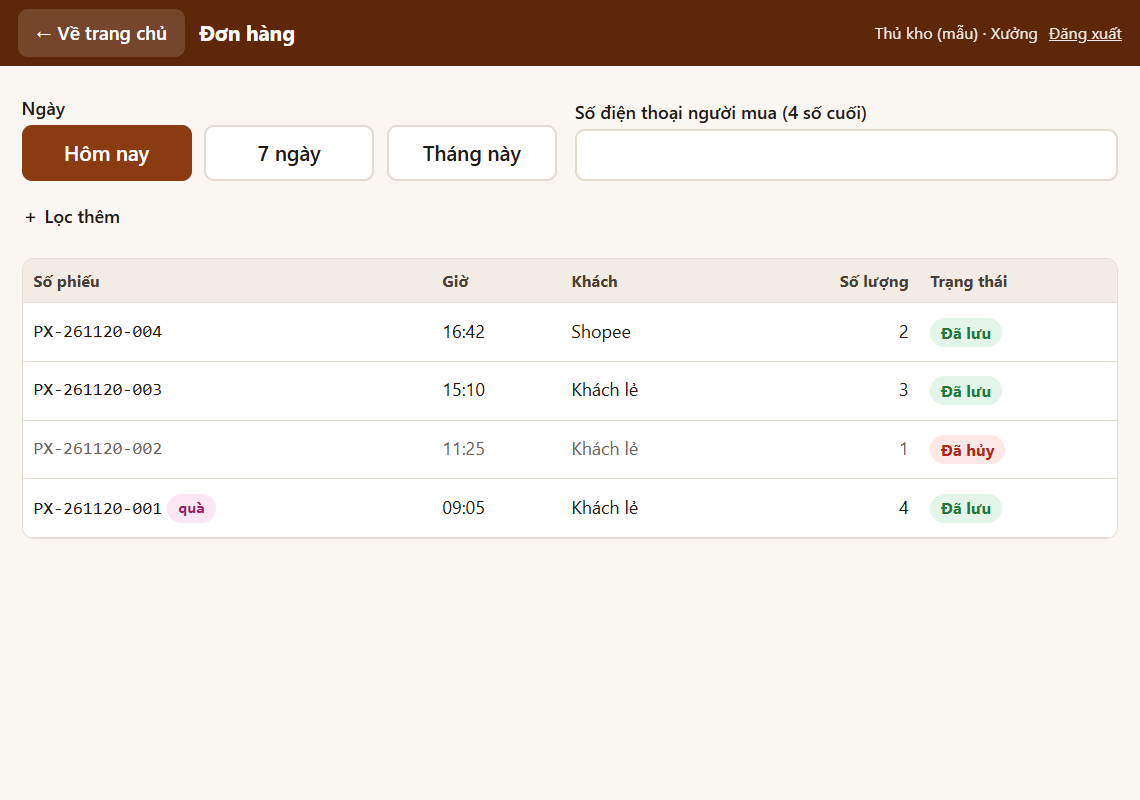 ← Về trang chủ Đơn hàng Thủ kho (mẫu) · Xưởng Đăng xuất
Ngày
Hôm nay 7 ngày Tháng này
Số điện thoại người mua (4 số cuối)
+ Lọc thêm
Số phiếu Giờ Khách Số lượng Trạng thái
PX-261120-004 16:42 Shopee 2 Đã lưu
PX-261120-003 15:10 Khách lẻ 3 Đã lưu
PX-261120-002 11:25 Khách lẻ 1 Đã hủy
PX-261120-001 quà 09:05 Khách lẻ 4 Đã lưu